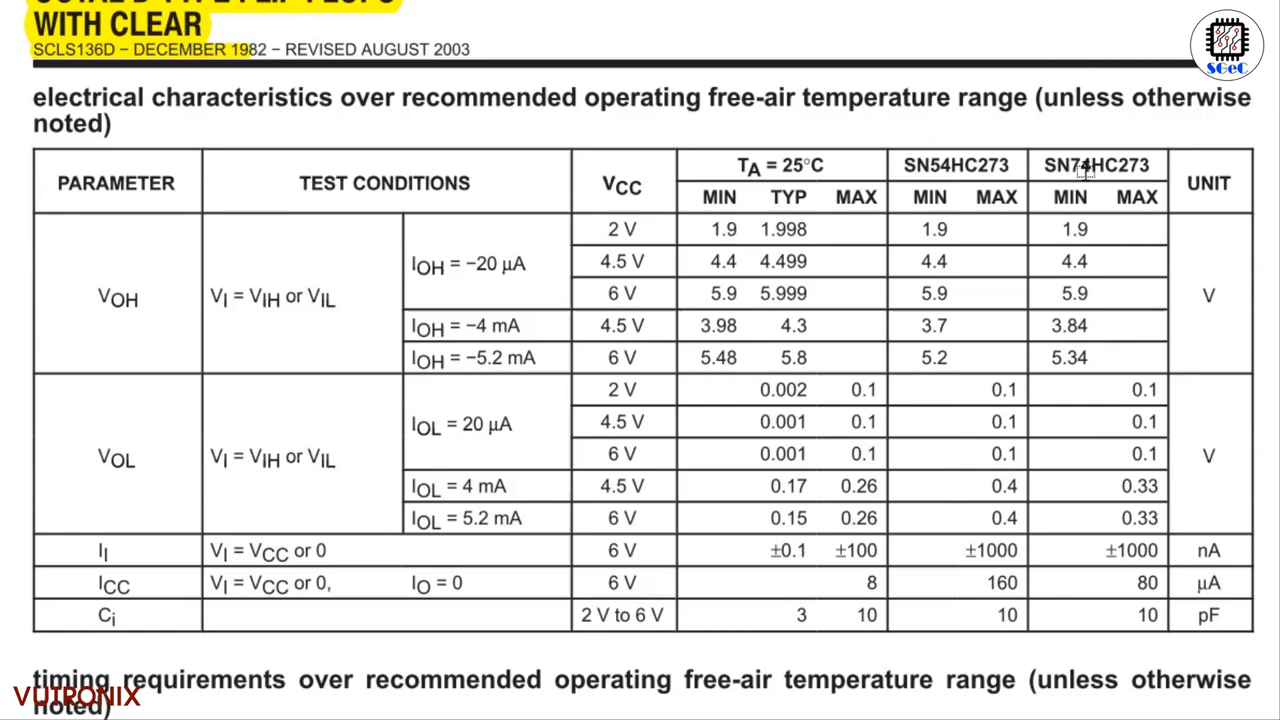 OCTAL D-TYPE FLIP-FLOPS
WITH CLEAR
SCLS136D − DECEMBER 1982 − REVISED AUGUST 2003
SGeC
electrical characteristics over recommended operating free-air temperature range (unless otherwise
noted)
PARAMETER TEST CONDITIONS VCC TA = 25°C SN54HC273 SN74HC273 UNIT
MIN TYP MAX MIN MAX MIN MAX
VOH VI = VIH or VIL IOH = −20 µA 2 V 1.9 1.998 1.9 1.9 V
4.5 V 4.4 4.499 4.4 4.4
6 V 5.9 5.999 5.9 5.9
IOH = −4 mA 4.5 V 3.98 4.3 3.7 3.84
IOH = −5.2 mA 6 V 5.48 5.8 5.2 5.34
VOL VI = VIH or VIL IOL = 20 µA 2 V 0.002 0.1 0.1 0.1 V
4.5 V 0.001 0.1 0.1 0.1
6 V 0.001 0.1 0.1 0.1
IOL = 4 mA 4.5 V 0.17 0.26 0.4 0.33
IOL = 5.2 mA 6 V 0.15 0.26 0.4 0.33
II VI = VCC or 0 6 V ±0.1 ±100 ±1000 ±1000 nA
ICC VI = VCC or 0, IO = 0 6 V 8 160 80 µA
Ci 2 V to 6 V 3 10 10 10 pF
timing requirements over recommended operating free-air temperature range (unless otherwise
noted)
VUTRONIX